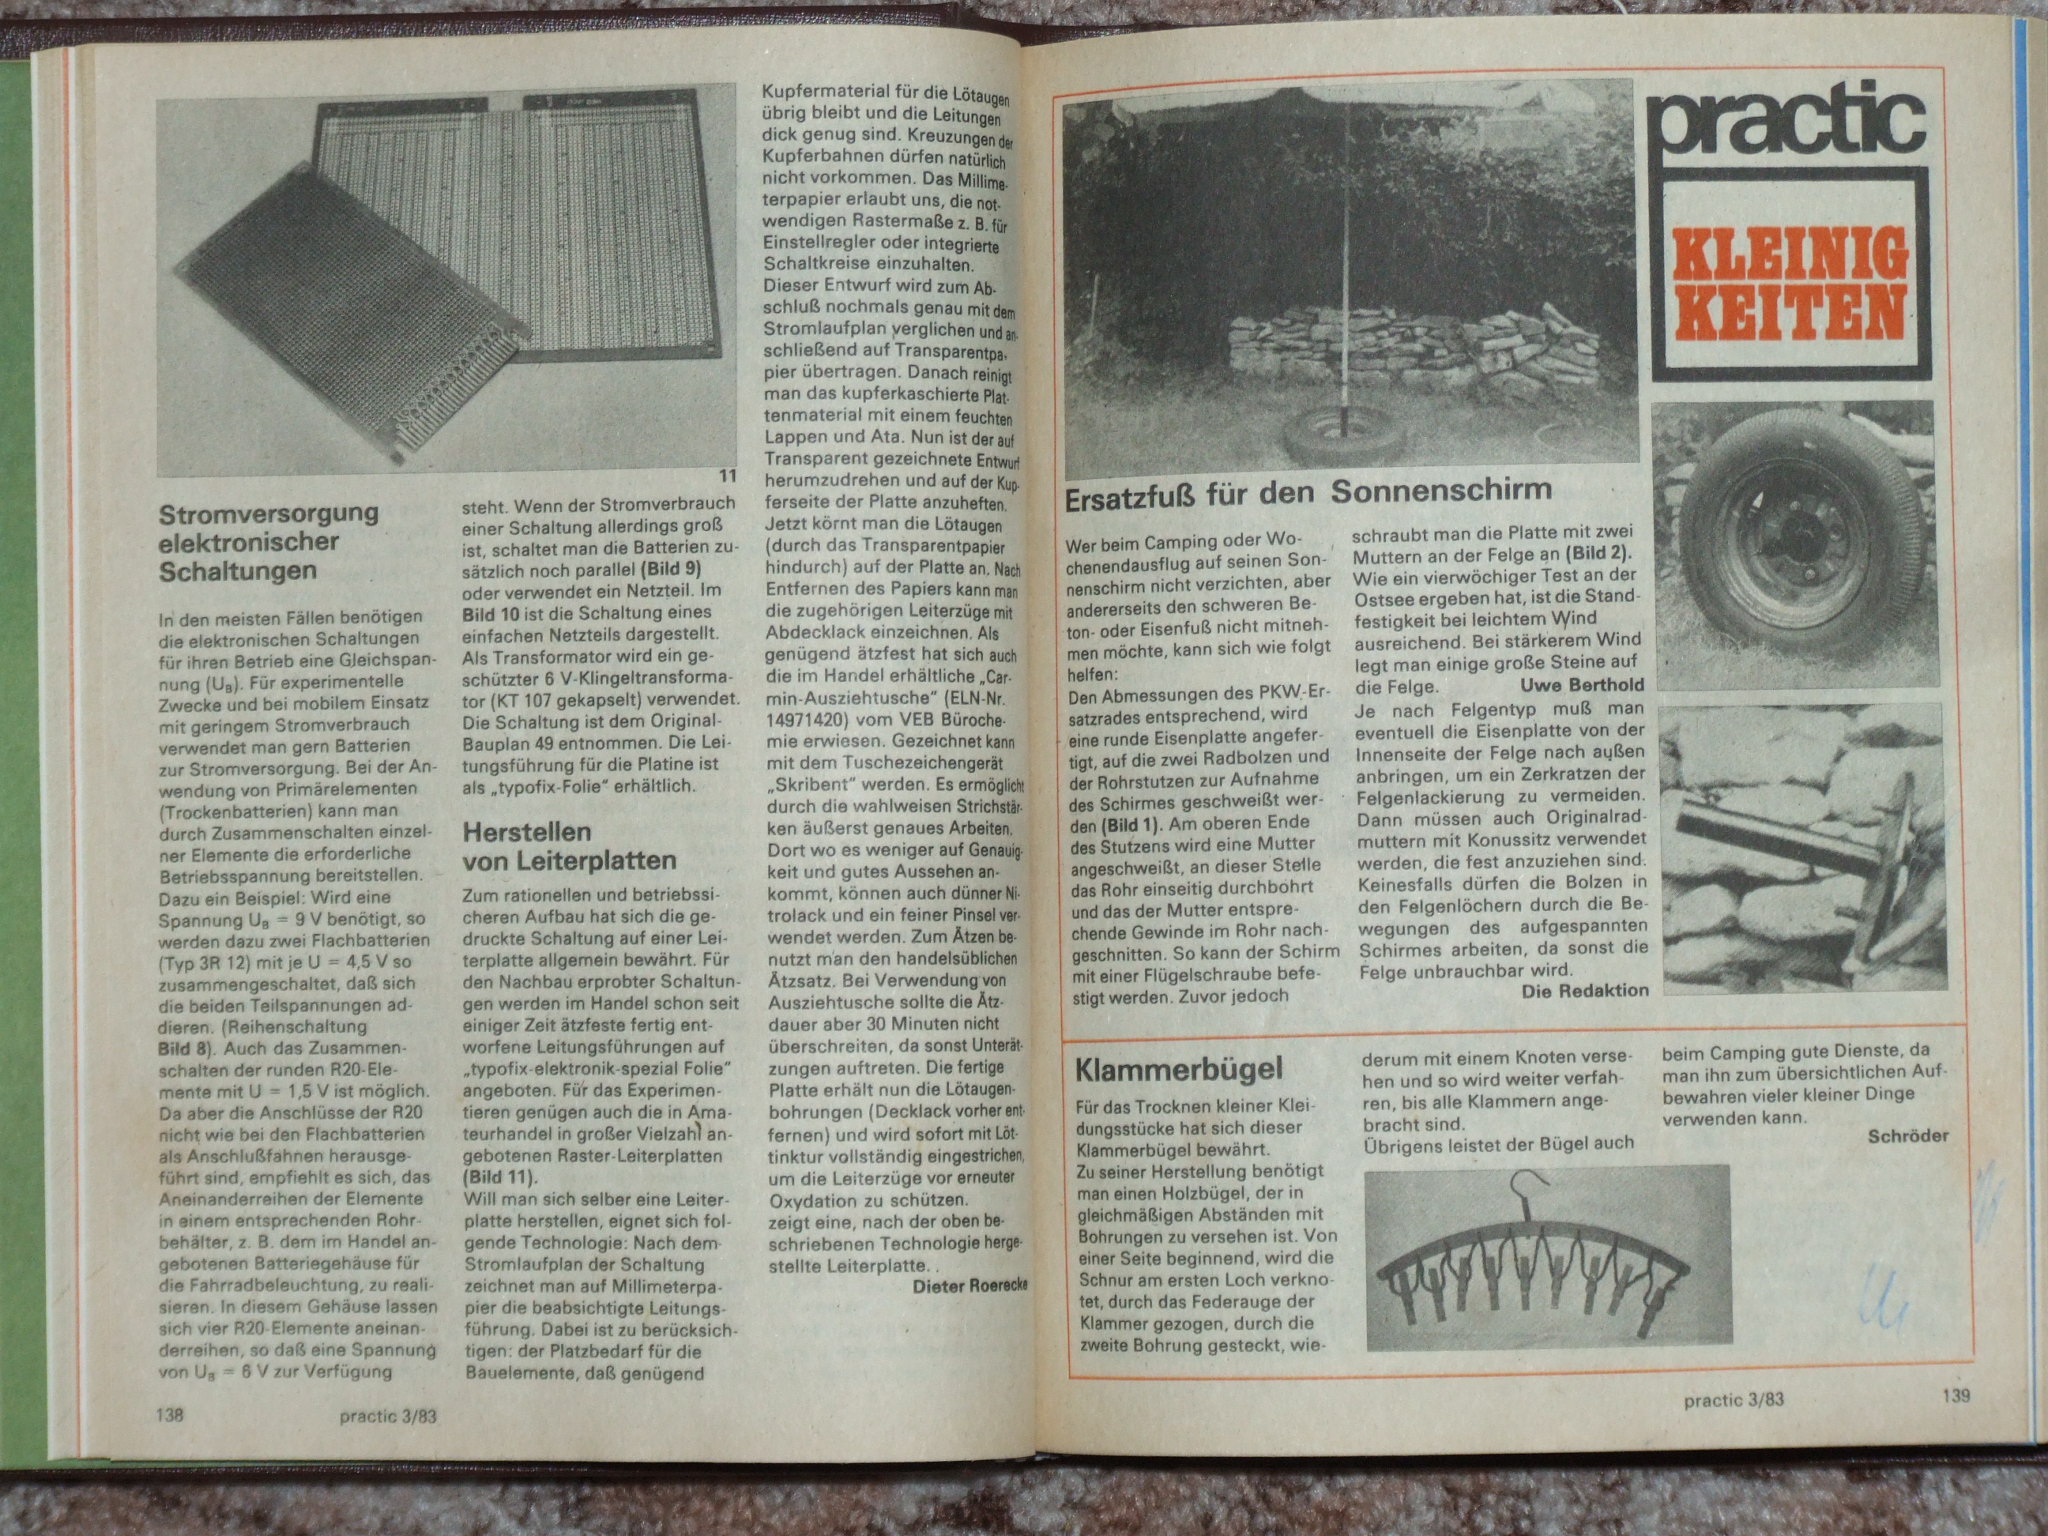 11
Stromversorgung
elektronischer
Schaltungen
In den meisten Fällen benötigen
die elektronischen Schaltungen
für ihren Betrieb eine Gleichspan-
nung (UB). Für experimentelle
Zwecke und bei mobilem Einsatz
mit geringem Stromverbrauch
verwendet man gern Batterien
zur Stromversorgung. Bei der An-
wendung von Primärelementen
(Trockenbatterien) kann man
durch Zusammenschalten einzel-
ner Elemente die erforderliche
Betriebsspannung bereitstellen.
Dazu ein Beispiel: Wird eine
Spannung UB = 9 V benötigt, so
werden dazu zwei Flachbatterien
(Typ 3R 12) mit je U = 4,5 V so
zusammengeschaltet, daß sich
die beiden Teilspannungen ad-
dieren. (Reihenschaltung
Bild 8). Auch das Zusammen-
schalten der runden R20-Ele-
mente mit U = 1,5 V ist möglich.
Da aber die Anschlüsse der R20
nicht wie bei den Flachbatterien
als Anschlußfahnen herausge-
führt sind, empfiehlt es sich, das
Aneinanderreihen der Elemente
in einem entsprechenden Rohr-
behälter, z. B. dem im Handel an-
gebotenen Batteriegehäuse für
die Fahrradbeleuchtung, zu reali-
sieren. In diesem Gehäuse lassen
sich vier R20-Elemente aneinan-
derreihen, so daß eine Spannung
von UB = 6 V zur Verfügung
steht. Wenn der Stromverbrauch
einer Schaltung allerdings groß
ist, schaltet man die Batterien zu-
sätzlich noch parallel (Bild 9)
oder verwendet ein Netzteil. Im
Bild 10 ist die Schaltung eines
einfachen Netzteils dargestellt.
Als Transformator wird ein ge-
schützter 6 V-Klingeltransforma-
tor (KT 107 gekapselt) verwendet.
Die Schaltung ist dem Original-
Bauplan 49 entnommen. Die Lei-
tungsführung für die Platine ist
als „typofix-Folie" erhältlich.
Herstellen
von Leiterplatten
Zum rationellen und betriebssi-
cheren Aufbau hat sich die ge-
druckte Schaltung auf einer Lei-
terplatte allgemein bewährt. Für
den Nachbau erprobter Schaltun-
gen werden im Handel schon seit
einiger Zeit ätzfeste fertig ent-
worfene Leitungsführungen auf
„typofix-elektronik-spezial Folie"
angeboten. Für das Experimen-
tieren genügen auch die in Ama-
teurhandel in großer Vielzahl an-
gebotenen Raster-Leiterplatten
(Bild 11).
Will man sich selber eine Leiter-
platte herstellen, eignet sich fol-
gende Technologie: Nach dem
Stromlaufplan der Schaltung
zeichnet man auf Millimeterpa-
pier die beabsichtigte Leitungs-
führung. Dabei ist zu berücksich-
tigen: der Platzbedarf für die
Bauelemente, daß genügend
Kupfermaterial für die Lötaugen
übrig bleibt und die Leitungen
dick genug sind. Kreuzungen der
Kupferbahnen dürfen natürlich
nicht vorkommen. Das Millime-
terpapier erlaubt uns, die not-
wendigen Rastermaße z. B. für
Einstellregler oder integrierte
Schaltkreise einzuhalten.
Dieser Entwurf wird zum Ab-
schluß nochmals genau mit dem
Stromlaufplan verglichen und an-
schließend auf Transparentpa-
pier übertragen. Danach reinigt
man das kupferkaschierte Plat-
tenmaterial mit einem feuchten
Lappen und Ata. Nun ist der auf
Transparent gezeichnete Entwurf
herumzudrehen und auf der Kup-
ferseite der Platte anzuheften.
Jetzt körnt man die Lötaugen
(durch das Transparentpapier
hindurch) auf der Platte an. Nach
Entfernen des Papiers kann man
die zugehörigen Leiterzüge mit
Abdecklack einzeichnen. Als
genügend ätzfest hat sich auch
die im Handel erhältliche „Car-
min-Ausziehtusche" (ELN-Nr.
14971420) vom VEB Büroche-
mie erwiesen. Gezeichnet kann
mit dem Tuschezeichengerät
„Skribent" werden. Es ermöglicht
durch die wahlweisen Strichstär-
ken äußerst genaues Arbeiten.
Dort wo es weniger auf Genauig-
keit und gutes Aussehen an-
kommt, können auch dünner Ni-
trolack und ein feiner Pinsel ver-
wendet werden. Zum Ätzen be-
nutzt man den handelsüblichen
Ätzsatz. Bei Verwendung von
Ausziehtusche sollte die Ätz-
dauer aber 30 Minuten nicht
überschreiten, da sonst Unterät-
zungen auftreten. Die fertige
Platte erhält nun die Lötaugen-
bohrungen (Decklack vorher ent-
fernen) und wird sofort mit Löt-
tinktur vollständig eingestrichen,
um die Leiterzüge vor erneuter
Oxydation zu schützen.
zeigt eine, nach der oben be-
schriebenen Technologie herge-
stellte Leiterplatte. .
Dieter Roerecke
138
practic 3/83
practic
KLEINIG
KEITEN
Ersatzfuß für den Sonnenschirm
Wer beim Camping oder Wo-
chenendausflug auf seinen Son-
nenschirm nicht verzichten, aber
andererseits den schweren Be-
ton- oder Eisenfuß nicht mitneh-
men möchte, kann sich wie folgt
helfen:
Den Abmessungen des PKW-Er-
satzrades entsprechend, wird
eine runde Eisenplatte angefer-
tigt, auf die zwei Radbolzen und
der Rohrstutzen zur Aufnahme
des Schirmes geschweißt wer-
den (Bild 1). Am oberen Ende
des Stutzens wird eine Mutter
angeschweißt, an dieser Stelle
das Rohr einseitig durchbohrt
und das der Mutter entspre-
chende Gewinde im Rohr nach-
geschnitten. So kann der Schirm
mit einer Flügelschraube befe-
stigt werden. Zuvor jedoch
schraubt man die Platte mit zwei
Muttern an der Felge an (Bild 2).
Wie ein vierwöchiger Test an der
Ostsee ergeben hat, ist die Stand-
festigkeit bei leichtem Wind
ausreichend. Bei stärkerem Wind
legt man einige große Steine auf
die Felge. Uwe Berthold
Je nach Felgentyp muß man
eventuell die Eisenplatte von der
Innenseite der Felge nach außen
anbringen, um ein Zerkratzen der
Felgenlackierung zu vermeiden.
Dann müssen auch Originalrad-
muttern mit Konussitz verwendet
werden, die fest anzuziehen sind.
Keinesfalls dürfen die Bolzen in
den Felgenlöchern durch die Be-
wegungen des aufgespannten
Schirmes arbeiten, da sonst die
Felge unbrauchbar wird.
Die Redaktion
Klammerbügel
Für das Trocknen kleiner Klei-
dungsstücke hat sich dieser
Klammerbügel bewährt.
Zu seiner Herstellung benötigt
man einen Holzbügel, der in
gleichmäßigen Abständen mit
Bohrungen zu versehen ist. Von
einer Seite beginnend, wird die
Schnur am ersten Loch verkno-
tet, durch das Federauge der
Klammer gezogen, durch die
zweite Bohrung gesteckt, wie-
derum mit einem Knoten verse-
hen und so wird weiter verfah-
ren, bis alle Klammern ange-
bracht sind.
Übrigens leistet der Bügel auch
beim Camping gute Dienste, da
man ihn zum übersichtlichen Auf-
bewahren vieler kleiner Dinge
verwenden kann.
Schröder
practic 3/83
139